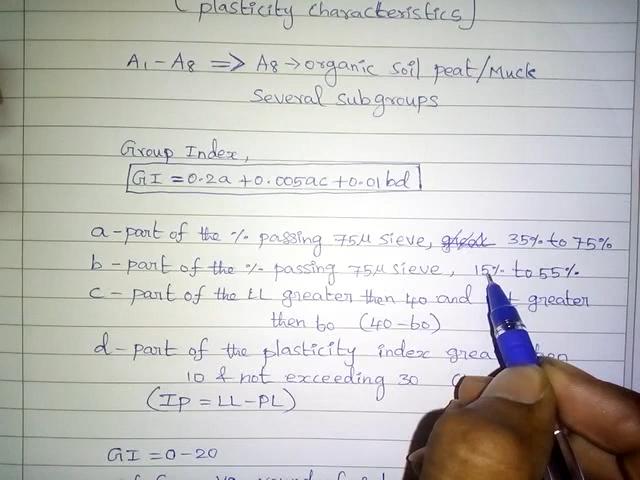 (plasticity characteristics)
A1-A8 => A8→organic soil peat/Muck
several subgroups
Group Index,
GI = 0.2a + 0.005ac + 0.01bd
a - part of the % passing 75μ sieve, 35% to 75%
b - part of the % passing 75μ sieve, 15% to 55%
c - part of the LL greater then 40 and greater
then 60 (40-60)
d - part of the plasticity index
10 & not exceeding 30
(Ip = LL-PL)
GI = 0-20